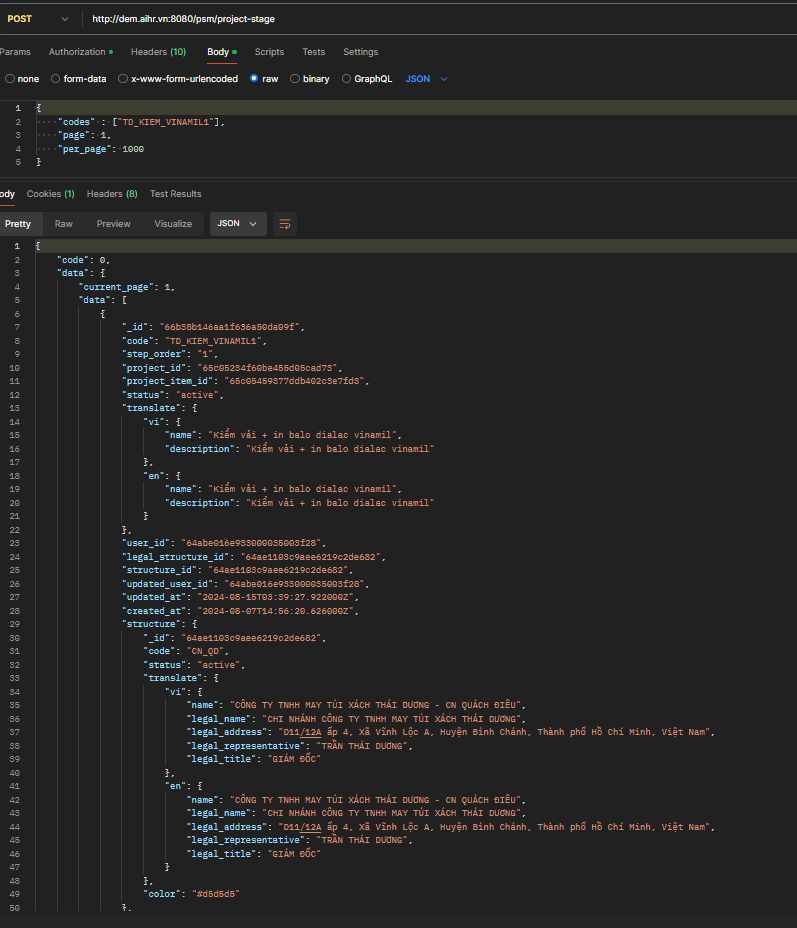 POST http://dem.aihr.vn:8080/psm/project-stage
Params Authorization Headers (10) Body Scripts Tests Settings
none form-data x-www-form-urlencoded raw binary GraphQL JSON
1 {
2 "codes" : ["TD_KIEM_VINAMIL1"],
3 "page": 1,
4 "per_page": 1000
5 }
ody Cookies (1) Headers (8) Test Results
Pretty Raw Preview Visualize JSON
1 {
2 "code": 0,
3 "data": {
4 "current_page": 1,
5 "data": [
6 {
7 "_id": "66b38b146aa1f636a50da09f",
8 "code": "TD_KIEM_VINAMIL1",
9 "step_order": "1",
10 "project_id": "65c05234f60be455d05cad73",
11 "project_item_id": "65c05459377ddb402c3e7fd3",
12 "status": "active",
13 "translate": {
14 "vi": {
15 "name": "Kiểm vải + in balo dialac vinamil",
16 "description": "Kiểm vải + in balo dialac vinamil"
17 },
18 "en": {
19 "name": "Kiểm vải + in balo dialac vinamil",
20 "description": "Kiểm vải + in balo dialac vinamil"
21 }
22 },
23 "user_id": "64abe016e933000035003f28",
24 "legal_structure_id": "64ae1103c9aee6219c2de682",
25 "structure_id": "64ae1103c9aee6219c2de682",
26 "updated_user_id": "64abe016e933000035003f28",
27 "updated_at": "2024-08-15T03:39:27.922000Z",
28 "created_at": "2024-08-07T14:56:20.626000Z",
29 "structure": {
30 "_id": "64ae1103c9aee6219c2de682",
31 "code": "CN_QD",
32 "status": "active",
33 "translate": {
34 "vi": {
35 "name": "CÔNG TY TNHH MAY TÚI XÁCH THÁI DƯƠNG - CN QUÁCH ĐIÊU",
36 "legal_name": "CHI NHÁNH CÔNG TY TNHH MAY TÚI XÁCH THÁI DƯƠNG",
37 "legal_address": "D11/12A ấp 4, Xã Vĩnh Lộc A, Huyện Bình Chánh, Thành phố Hồ Chí Minh, Việt Nam",
38 "legal_representative": "TRẦN THÁI DƯƠNG",
39 "legal_title": "GIÁM ĐỐC"
40 },
41 "en": {
42 "name": "CÔNG TY TNHH MAY TÚI XÁCH THÁI DƯƠNG - CN QUÁCH ĐIÊU",
43 "legal_name": "CHI NHÁNH CÔNG TY TNHH MAY TÚI XÁCH THÁI DƯƠNG",
44 "legal_address": "D11/12A ấp 4, Xã Vĩnh Lộc A, Huyện Bình Chánh, Thành phố Hồ Chí Minh, Việt Nam",
45 "legal_representative": "TRẦN THÁI DƯƠNG",
46 "legal_title": "GIÁM ĐỐC"
47 }
48 },
49 "color": "#d5d5d5"
50 },